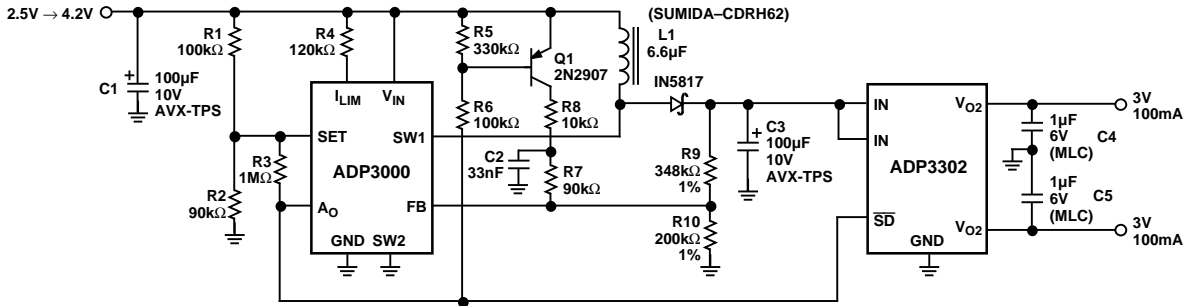 2.5V → 4.2V
(SUMIDA–CDRH62)
L1
6.6µF
R1
100kΩ
R4
120kΩ
R5
330kΩ
Q1
2N2907
IN5817
C1
+
100µF
10V
AVX-TPS
I_LIM
V_IN
SET
SW1
ADP3000
A_O
FB
GND
SW2
R6
100kΩ
R8
10kΩ
C2
33nF
R7
90kΩ
R3
1MΩ
R2
90kΩ
R9
348kΩ
1%
R10
200kΩ
1%
+
C3
100µF
10V
AVX-TPS
IN
IN
ADP3302
SD
GND
V_O2
V_O2
1µF
6V
(MLC)
C4
1µF
6V
(MLC)
C5
3V
100mA
3V
100mA